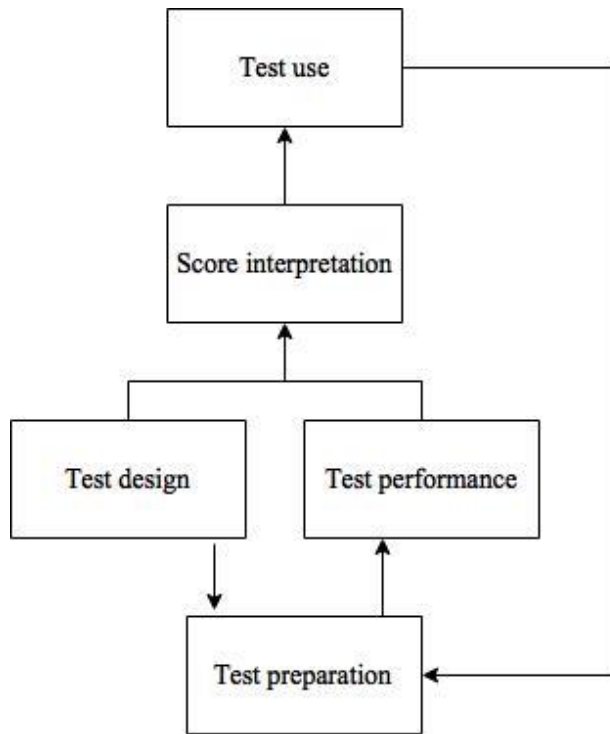 Test use
Score interpretation
Test design
Test performance
Test preparation